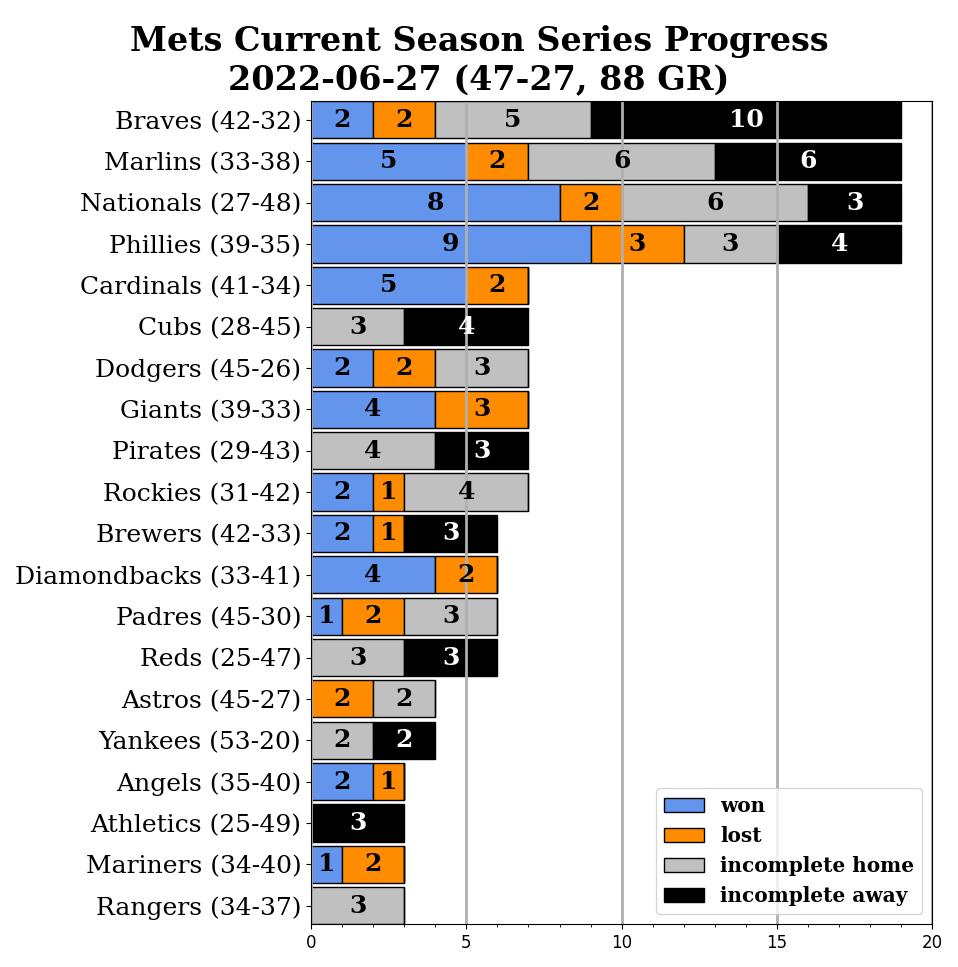 Mets Current Season Series Progress
2022-06-27 (47-27, 88 GR)
Braves (42-32) 2 2 5 10
Marlins (33-38) 5 2 6 6
Nationals (27-48) 8 2 6 3
Phillies (39-35) 9 3 3 4
Cardinals (41-34) 5 2
Cubs (28-45) 3 4
Dodgers (45-26) 2 2 3
Giants (39-33) 4 3
Pirates (29-43) 4 3
Rockies (31-42) 2 1 4
Brewers (42-33) 2 1 3
Diamondbacks (33-41) 4 2
Padres (45-30) 1 2 3
Reds (25-47) 3 3
Astros (45-27) 2 2
Yankees (53-20) 2 2
Angels (35-40) 2 1
Athletics (25-49) 3
Mariners (34-40) 1 2
Rangers (34-37) 3
won
lost
incomplete home
incomplete away
0 5 10 15 20